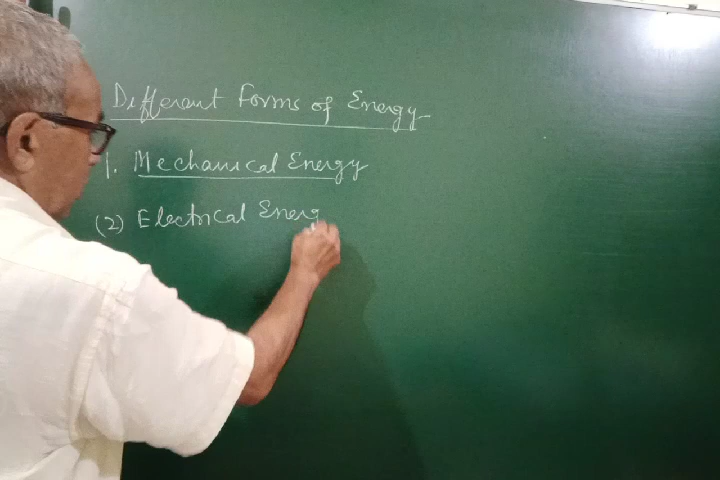 Different Forms of Energy
1. Mechanical Energy
(2) Electrical Energ